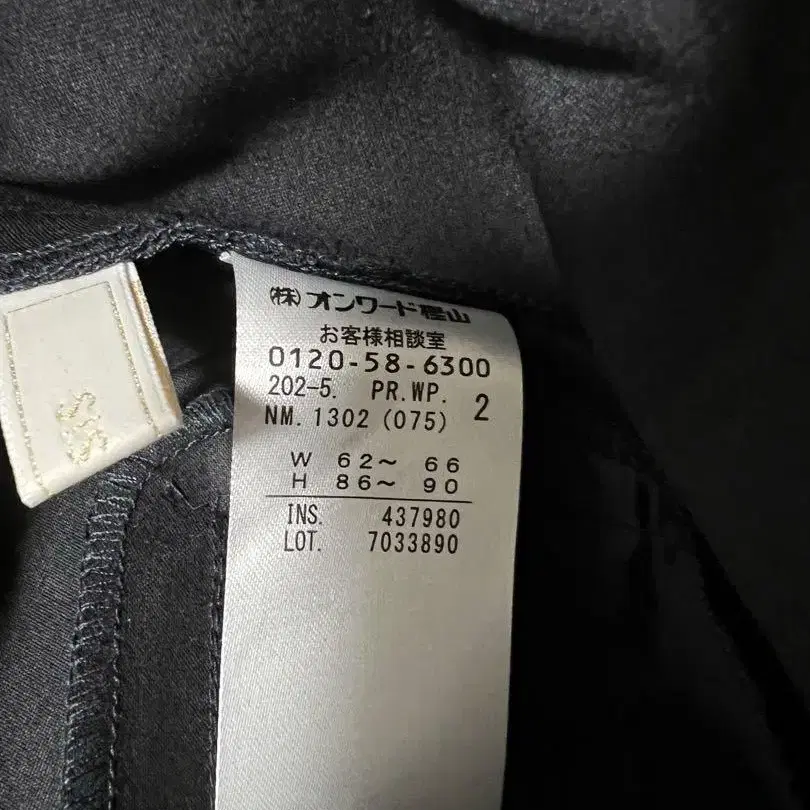 (株)オンワード樫山
お客様相談室
0120-58-6300
202-5. PR.WP. 2
NM. 1302 (075)
W 62〜 66
H 86〜 90
INS. 437980
LOT. 7033890